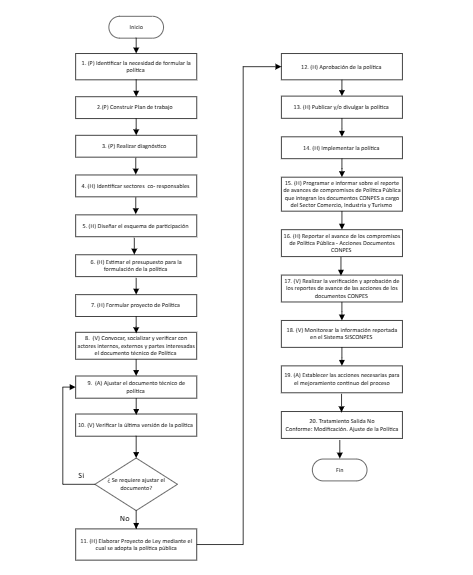 Inicio
1. (P) Identificar la necesidad de formular la
política
2.(P) Construir Plan de trabajo
3. (P) Realizar diagnóstico
4. (H) Identificar sectores co- responsables
5. (H) Diseñar el esquema de participación
6. (H) Estimar el presupuesto para la
formulación de la política
7. (H) Formular proyecto de Política
8. (V) Convocar, socializar y verificar con
actores internos, externos y partes interesadas
el documento técnico de Política
9. (A) Ajustar el documento técnico de
política
10. (V) Verificar la última versión de la política
¿ Se requiere ajustar el
documento?
Si
No
11. (H) Elaborar Proyecto de Ley mediante el
cual se adopta la política pública
12. (H) Aprobación de la política
13. (H) Publicar y/o divulgar la política
14. (H) Implementar la política
15. (H) Programar e informar sobre el reporte
de avances de compromisos de Política Pública
que integran los documentos CONPES a cargo
del Sector Comercio, Industria y Turismo
16. (H) Reportar el avance de los compromisos
de Política Pública - Acciones Documentos
CONPES
17. (V) Realizar la verificación y aprobación de
los reportes de avance de las acciones de los
documentos CONPES
18. (V) Monitorear la información reportada
en el Sistema SISCONPES
19. (A) Establecer las acciones necesarias para
el mejoramiento continuo del proceso
20. Tratamiento Salida No
Conforme: Modificación. Ajuste de la Política
Fin